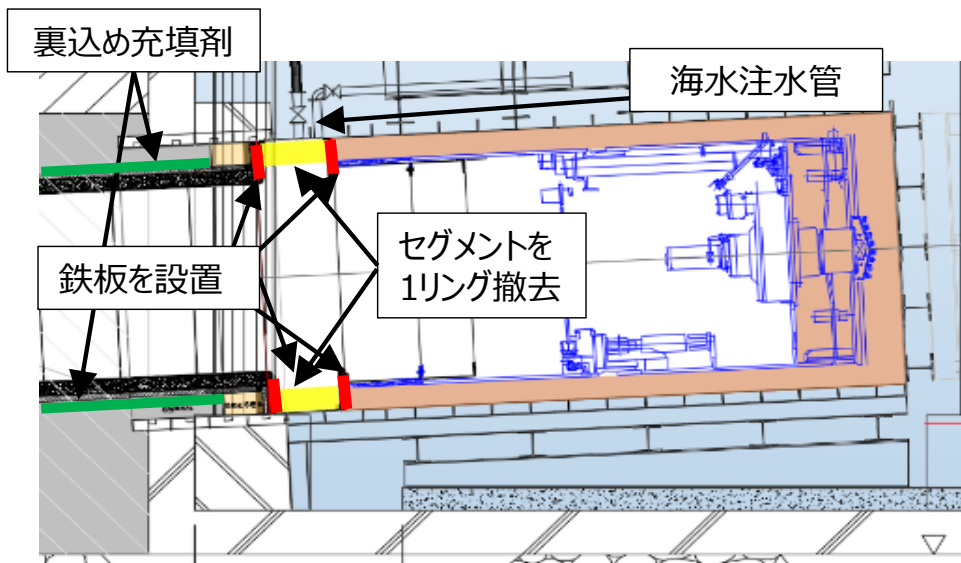 裏込め充填剤
海水注水管
鉄板を設置
セグメントを
1リング撤去